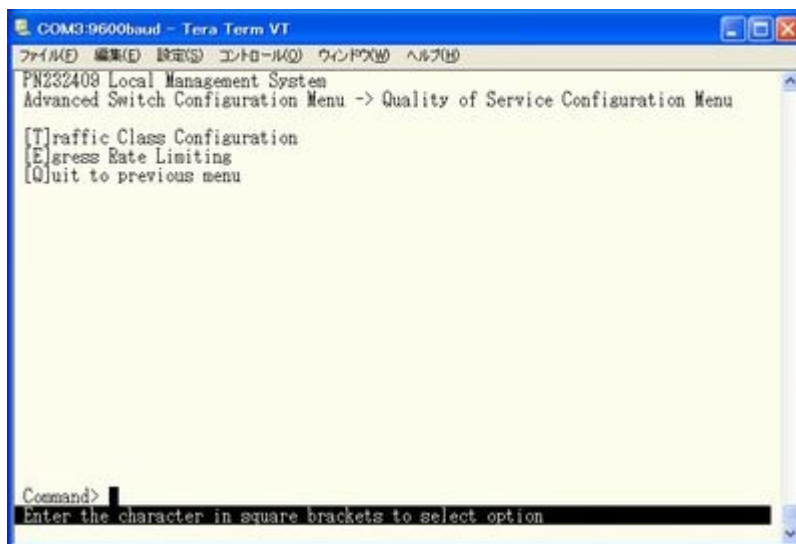 COM3:9600baud - Tera Term VT
ファイル(F) 編集(E) 設定(S) コントロール(O) ウィンドウ(W) ヘルプ(H)
PN232409 Local Management System
Advanced Switch Configuration Menu -> Quality of Service Configuration Menu
[T]raffic Class Configuration
[E]gress Rate Limiting
[Q]uit to previous menu
Command>
Enter the character in square brackets to select option